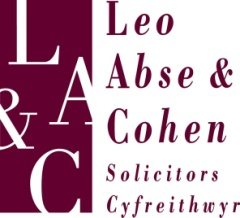 L
A
&
C
Leo
Abse &
Cohen
Solicitors
Cyfreithwyr